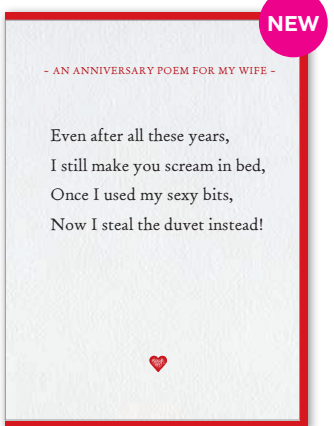 NEW
- AN ANNIVERSARY POEM FOR MY WIFE -
Even after all these years,
I still make you scream in bed,
Once I used my sexy bits,
Now I steal the duvet instead!